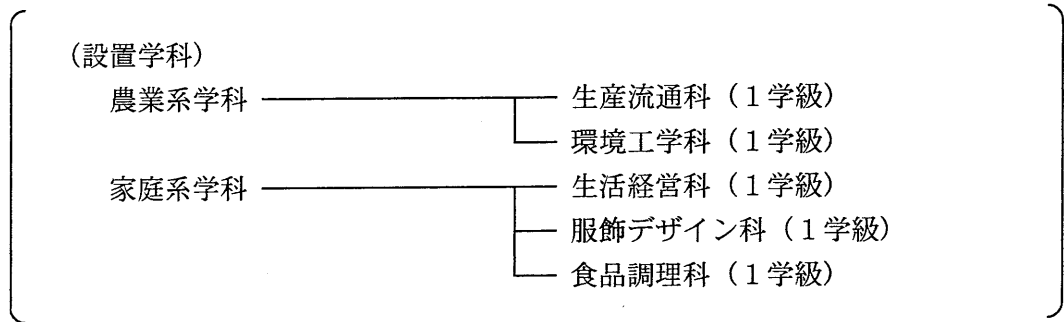 (設置学科)
農業系学科 生産流通科（１学級）
環境工学科（１学級）
家庭系学科 生活経営科（１学級）
服飾デザイン科（１学級）
食品調理科（１学級）